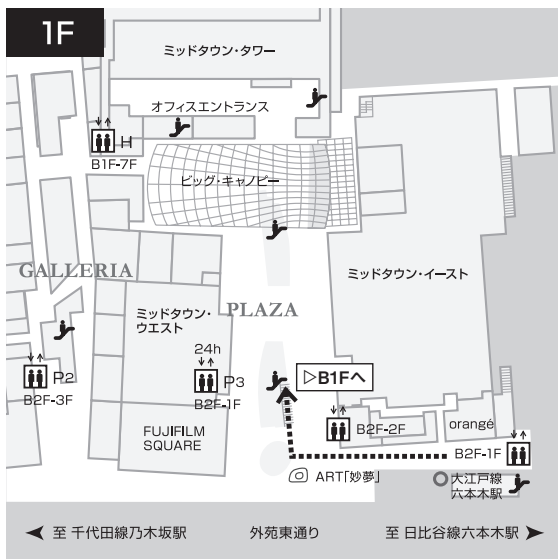 1F
ミッドタウン・タワー
オフィスエントランス
H
B1F-7F
ビッグ・キャノピー
GALLERIA
ミッドタウン・イースト
ミッドタウン・
ウエスト
PLAZA
24h
P2
B2F-3F
P3
B2F-1F
▷B1Fへ
FUJIFILM
SQUARE
B2F-2F
orangé
B2F-1F
ART「妙夢」
大江戸線
六本木駅
至 千代田線乃木坂駅
外苑東通り
至 日比谷線六本木駅